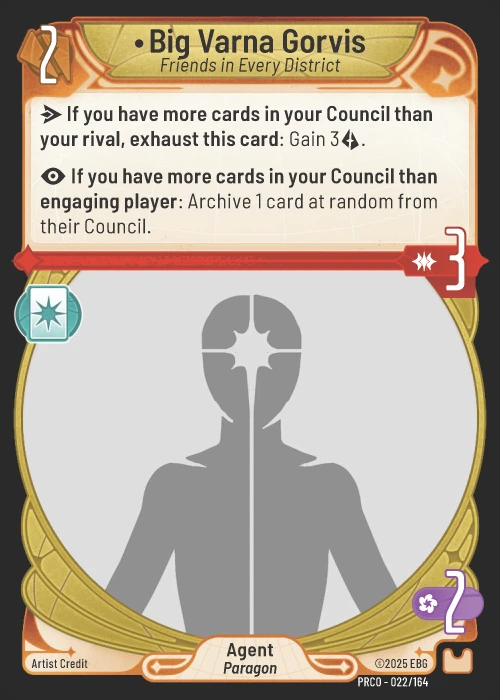 2
•Big Varna Gorvis
Friends in Every District
If you have more cards in your Council than
your rival, exhaust this card: Gain 3.
If you have more cards in your Council than
engaging player: Archive 1 card at random from
their Council.
3
2
Agent
Paragon
Artist Credit
©2025 EBG
PRCO - 022/164